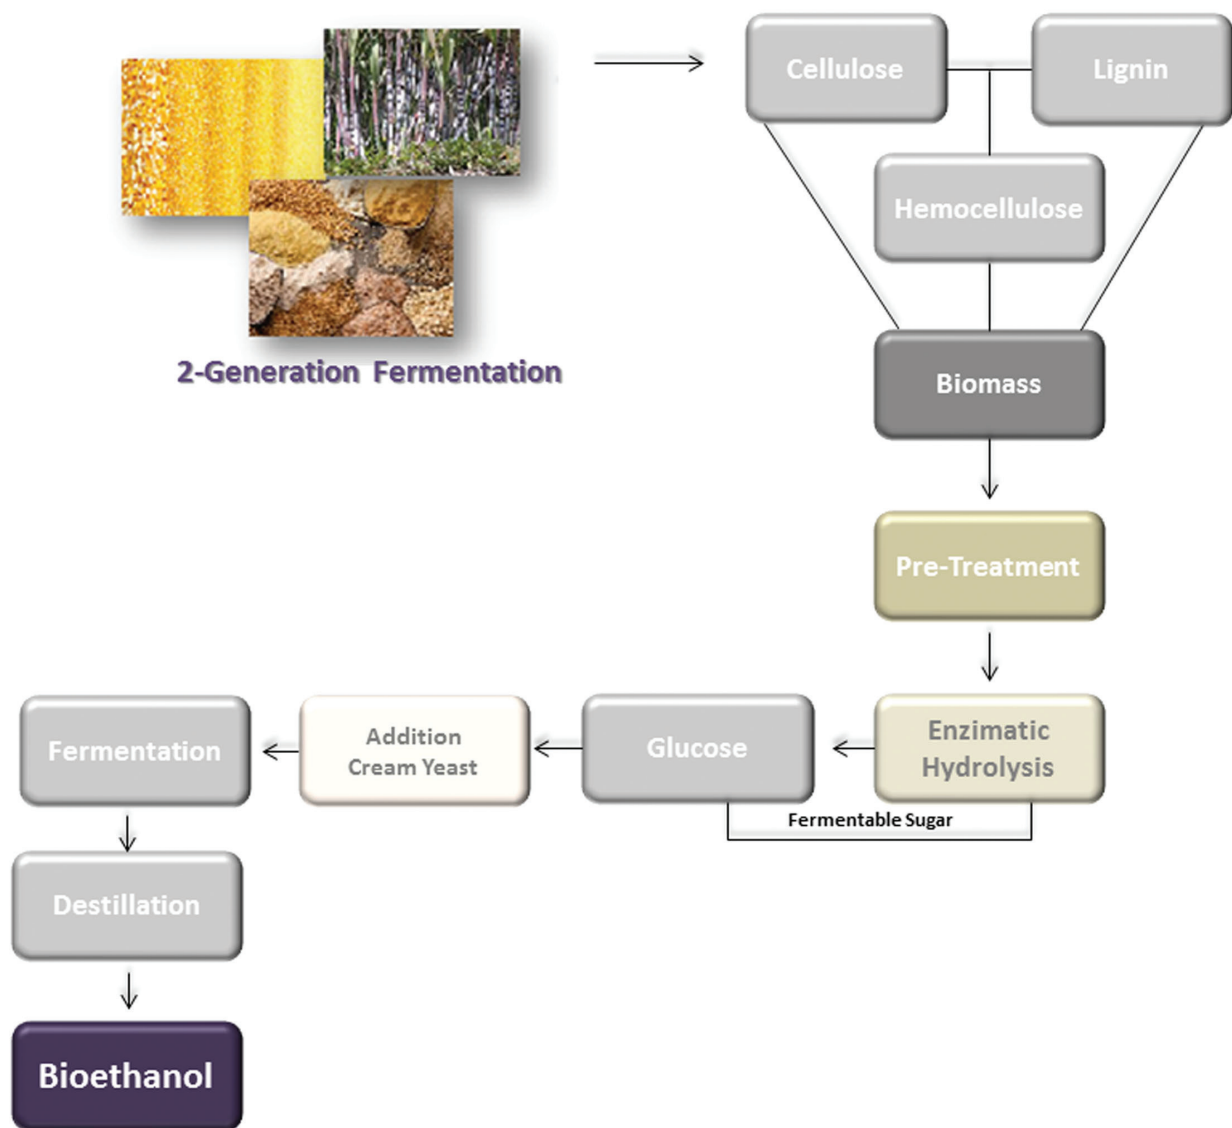 Cellulose
Lignin
Hemocellulose
2-Generation Fermentation
Biomass
Pre-Treatment
Enzimatic
Hydrolysis
Glucose
Addition
Cream Yeast
Fermentation
Fermentable Sugar
Destillation
Bioethanol